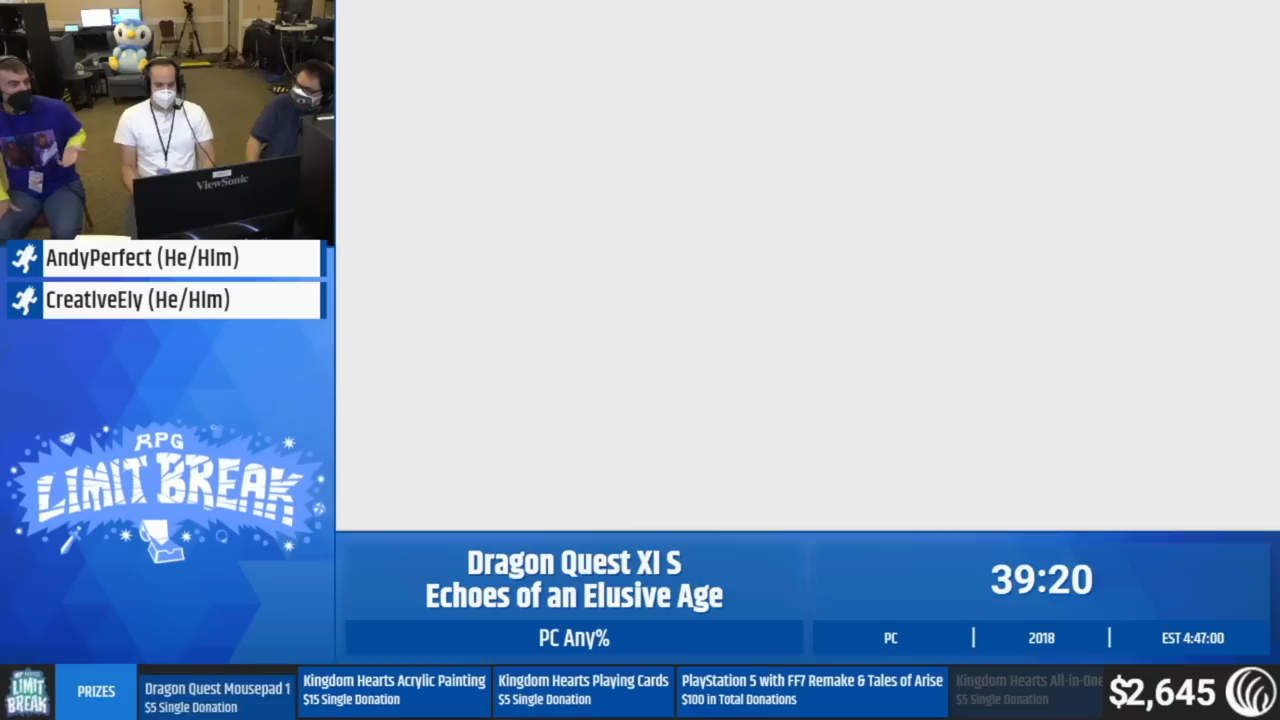 ViewSonic
AndyPerfect (He/HIm)
CreatIveEly (He/HIm)
RPG
LIMIT BREAK
Dragon Quest XI S
Echoes of an Elusive Age
39:20
PC Any%
PC | 2018 | EST 4:47:00
LIMIT
BREAK
PRIZES
Dragon Quest Mousepad 1
$5 Single Donation
Kingdom Hearts Acrylic Painting
$15 Single Donation
Kingdom Hearts Playing Cards
$5 Single Donation
PlayStation 5 with FF7 Remake & Tales of Arise
$100 in Total Donations
Kingdom Hearts All-in-One
$5 Single Donation
$2,645